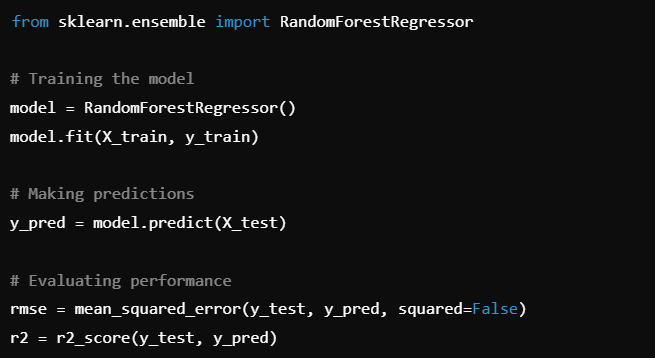 from sklearn.ensemble import RandomForestRegressor
# Training the model
model = RandomForestRegressor()
model.fit(X_train, y_train)
# Making predictions
y_pred = model.predict(X_test)
# Evaluating performance
rmse = mean_squared_error(y_test, y_pred, squared=False)
r2 = r2_score(y_test, y_pred)